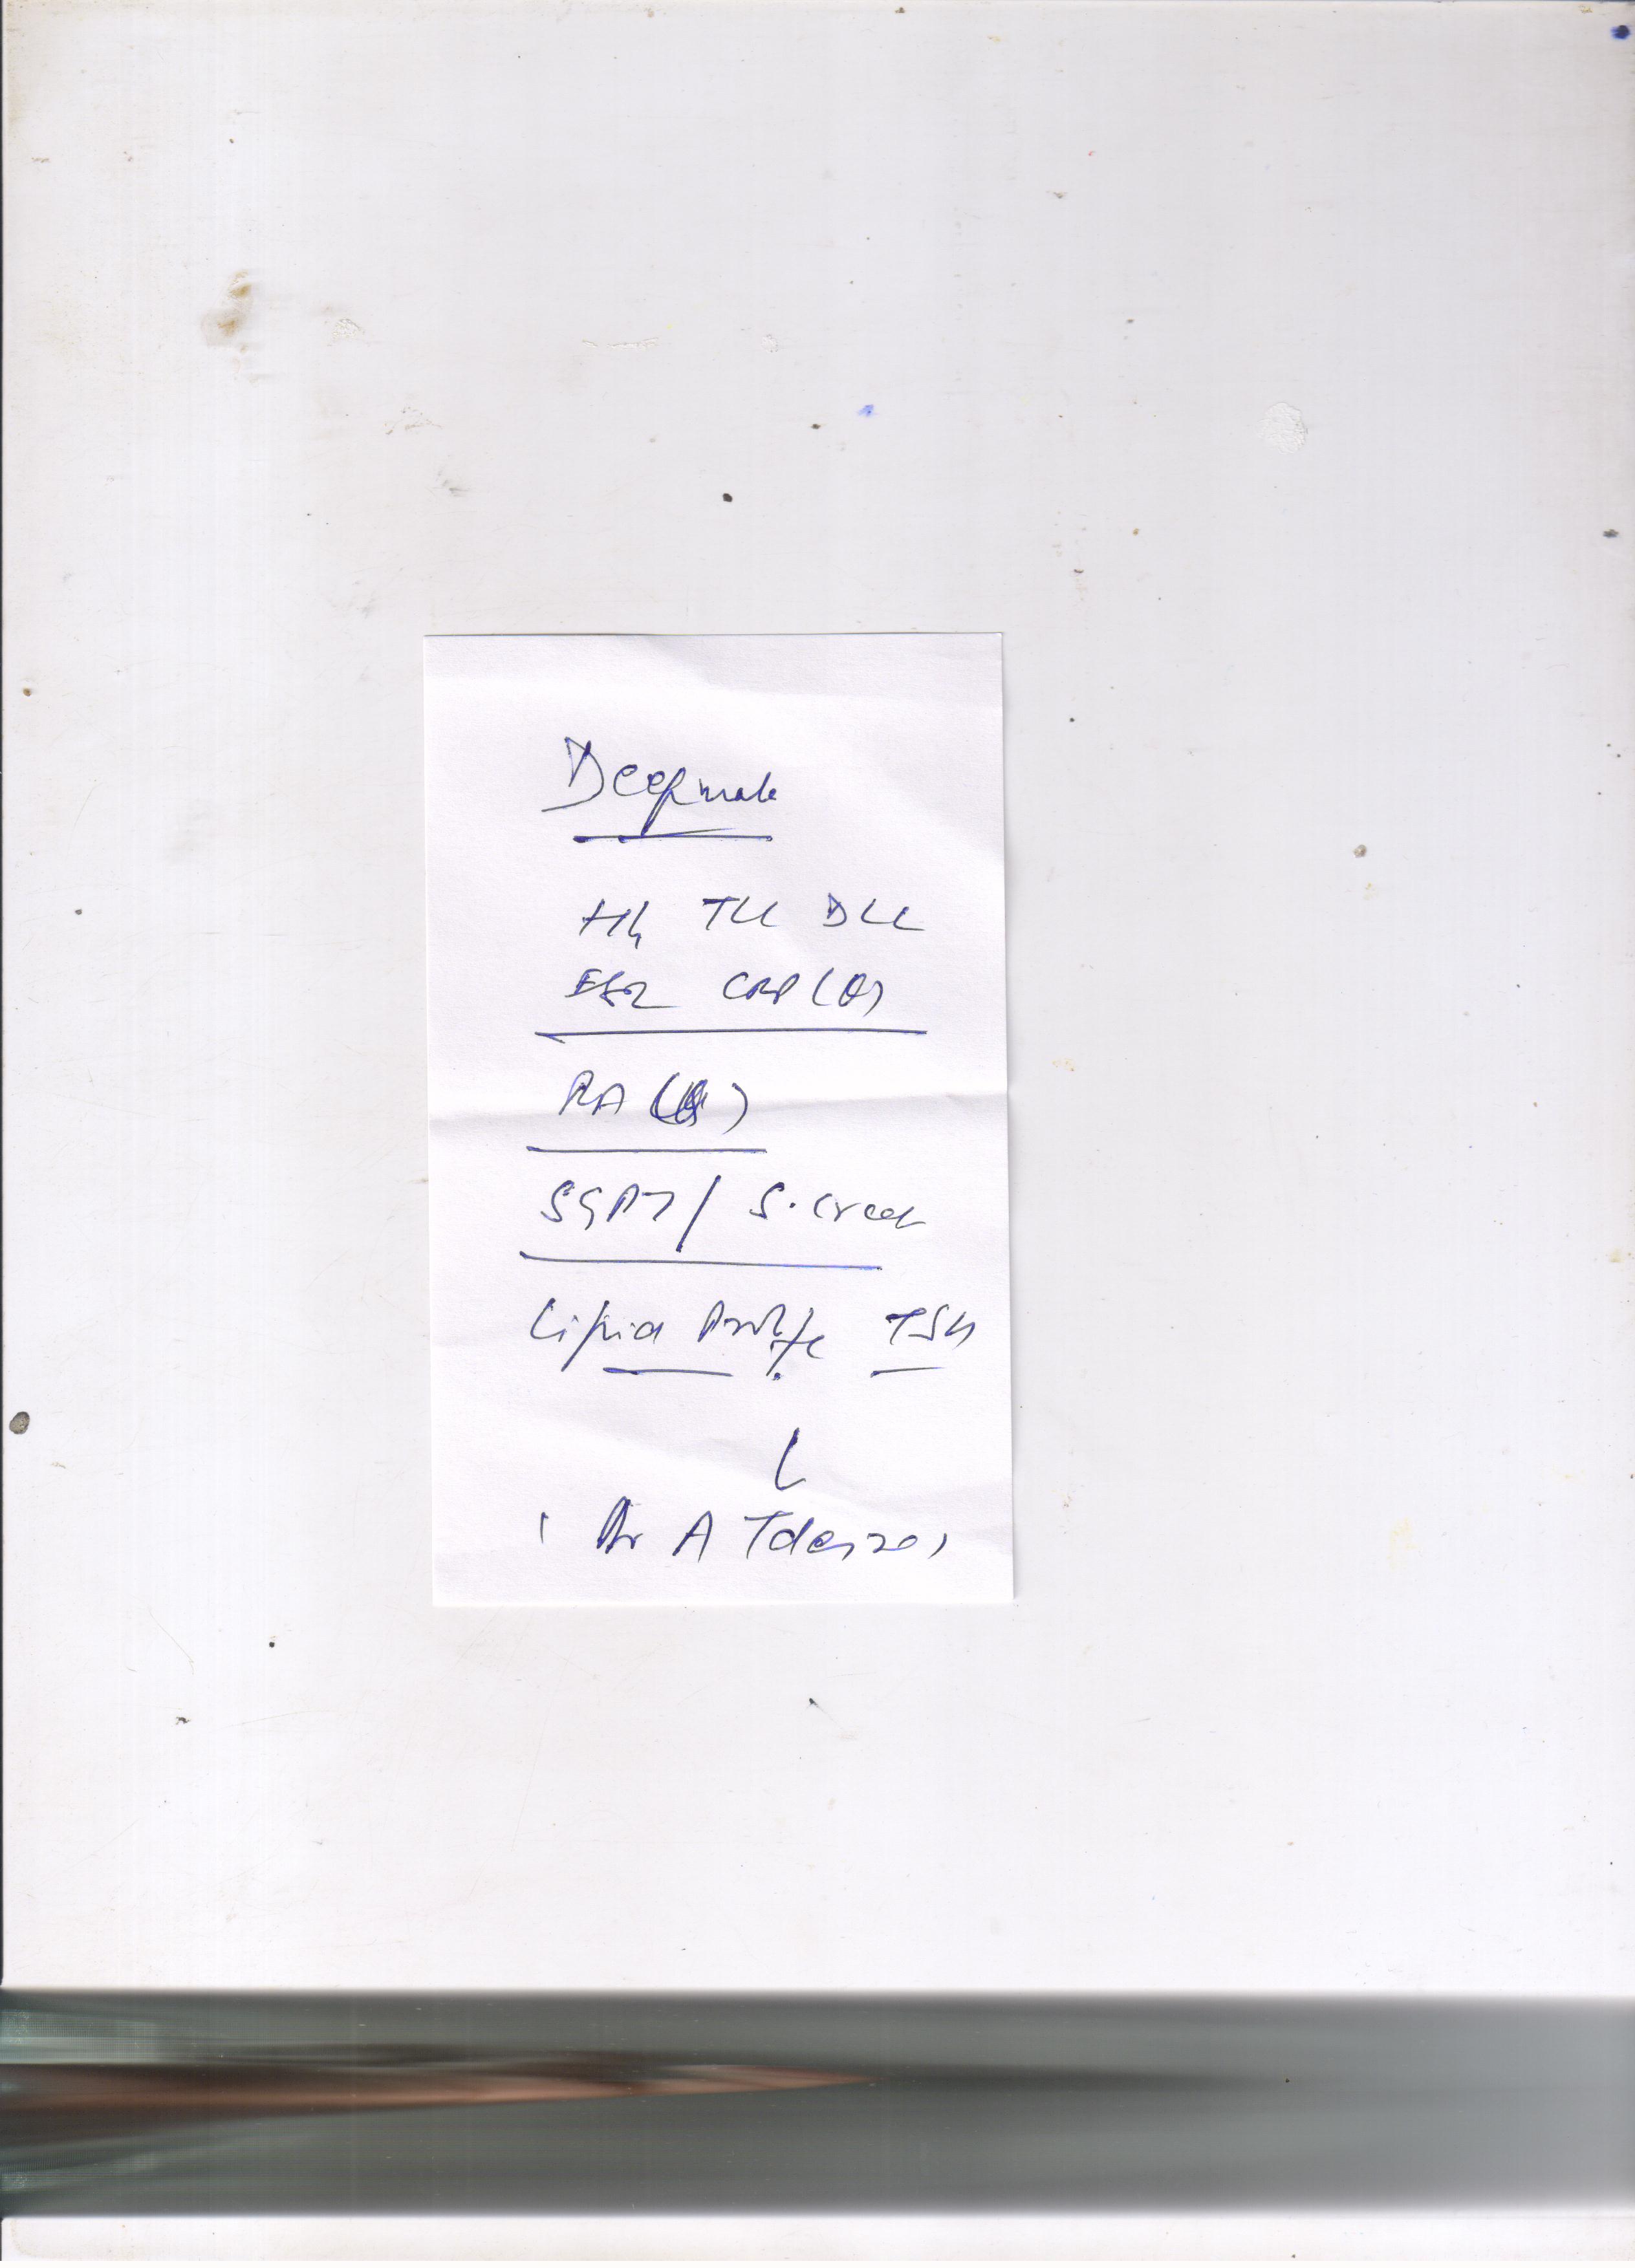 Deepmala
Hb TLC DLC
ESR CRP (Q)
RA (Q)
SGPT / S. Creat
Lipid Profile TSH
Dr A